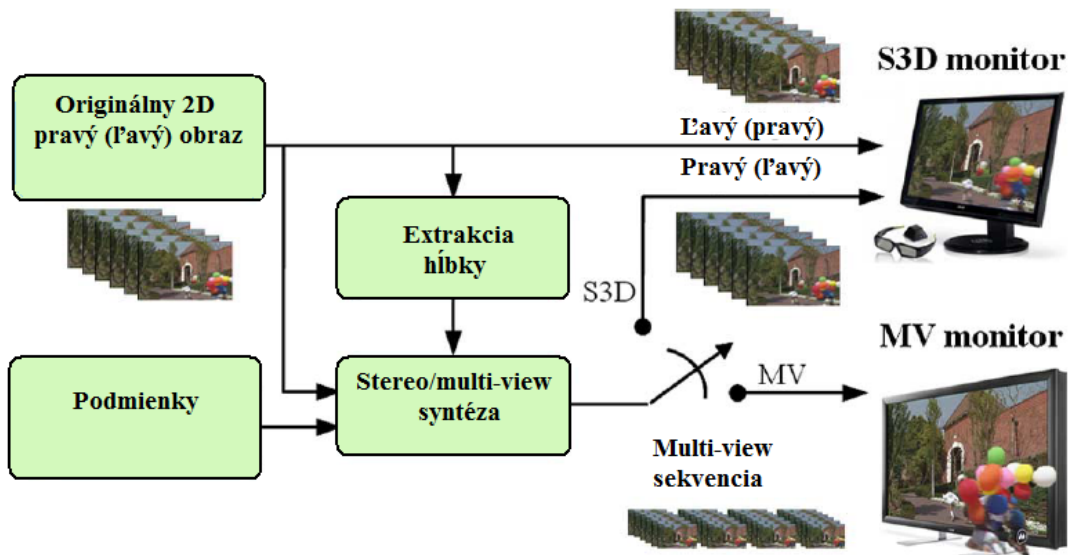 Originálny 2D
pravý (ľavý) obraz
S3D monitor
Ľavý (pravý)
Pravý (ľavý)
Extrakcia
hĺbky
S3D
MV monitor
Podmienky
Stereo/multi-view
syntéza
MV
Multi-view
sekvencia